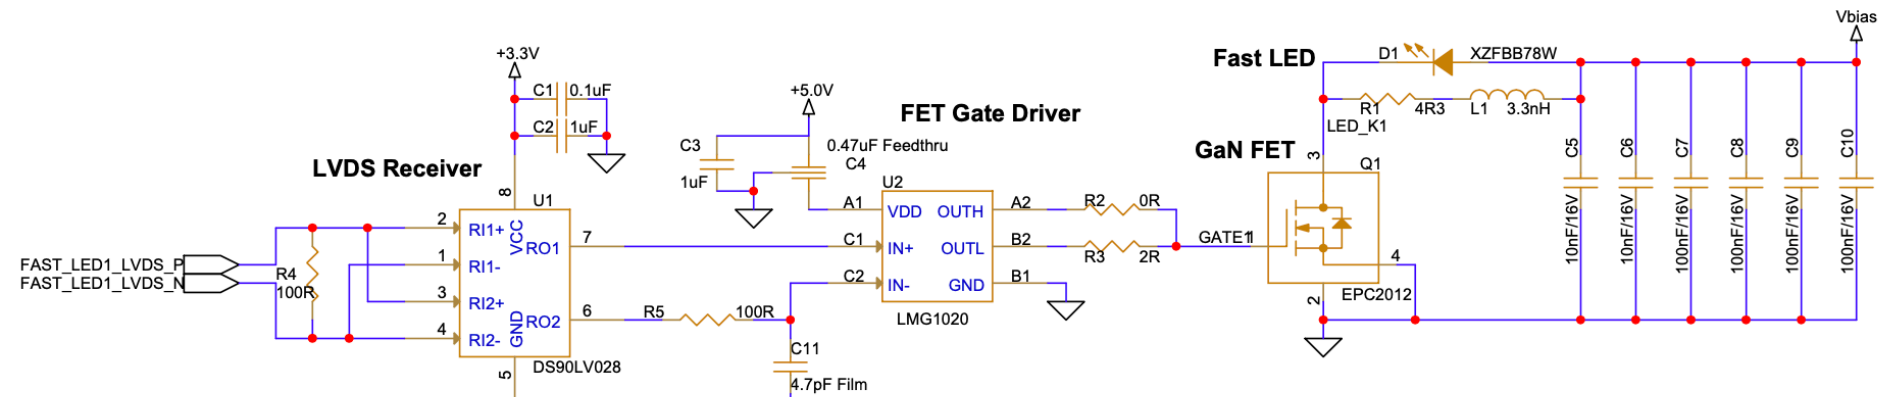 Vbias
+3.3V
Fast LED
D1
XZFBB78W
C1
0.1uF
+5.0V
FET Gate Driver
R1
4R3
L1
3.3nH
LED_K1
C2
1uF
C3
0.47uF Feedthru
C4
1uF
LVDS Receiver
GaN FET
3
Q1
C5
C6
C7
C8
C9
C10
8
U1
U2
2
RI1+
VCC
RO1
7
A1
VDD
OUTH
A2
R2
0R
100nF/16V
100nF/16V
100nF/16V
100nF/16V
100nF/16V
100nF/16V
C1
IN+
OUTL
B2
R3
2R
GATE1
1
FAST_LED1_LVDS_P
FAST_LED1_LVDS_N
R4
100R
1
RI1-
4
C2
IN-
GND
B1
3
RI2+
2
EPC2012
RO2
6
R5
100R
LMG1020
4
RI2-
GND
C11
5
DS90LV028
4.7pF Film